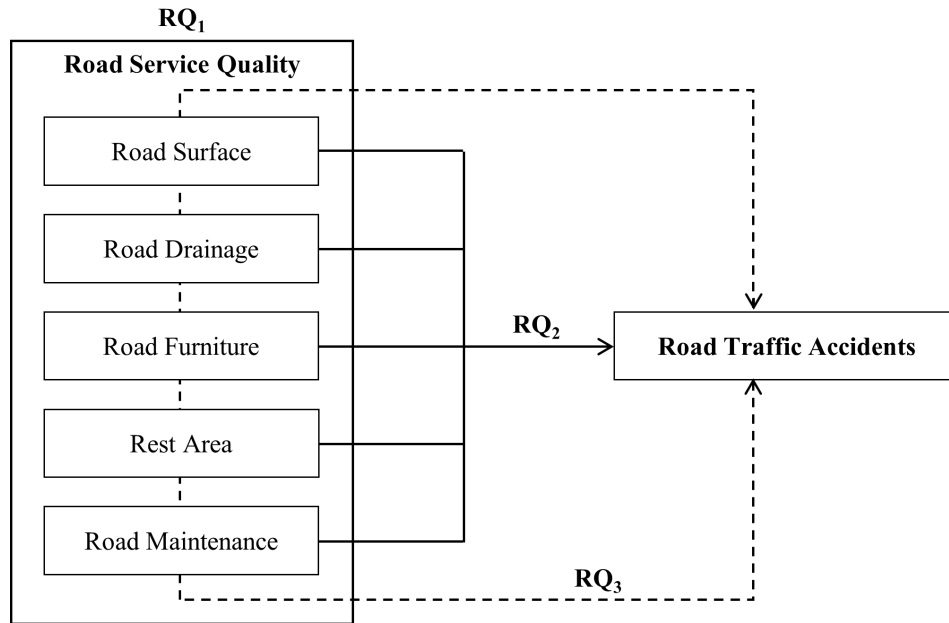 RQ₁
Road Service Quality
Road Surface
Road Drainage
Road Furniture
Rest Area
Road Maintenance
RQ₂
Road Traffic Accidents
RQ₃